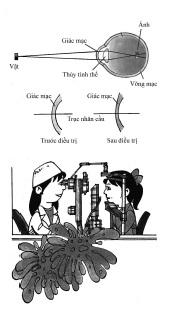 Ảnh
Giác mạc
Vật
Thủy tinh thể
Võng mạc
Giác mạc
Giác mạc
Trục nhãn cầu
Trước điều trị
Sau điều trị